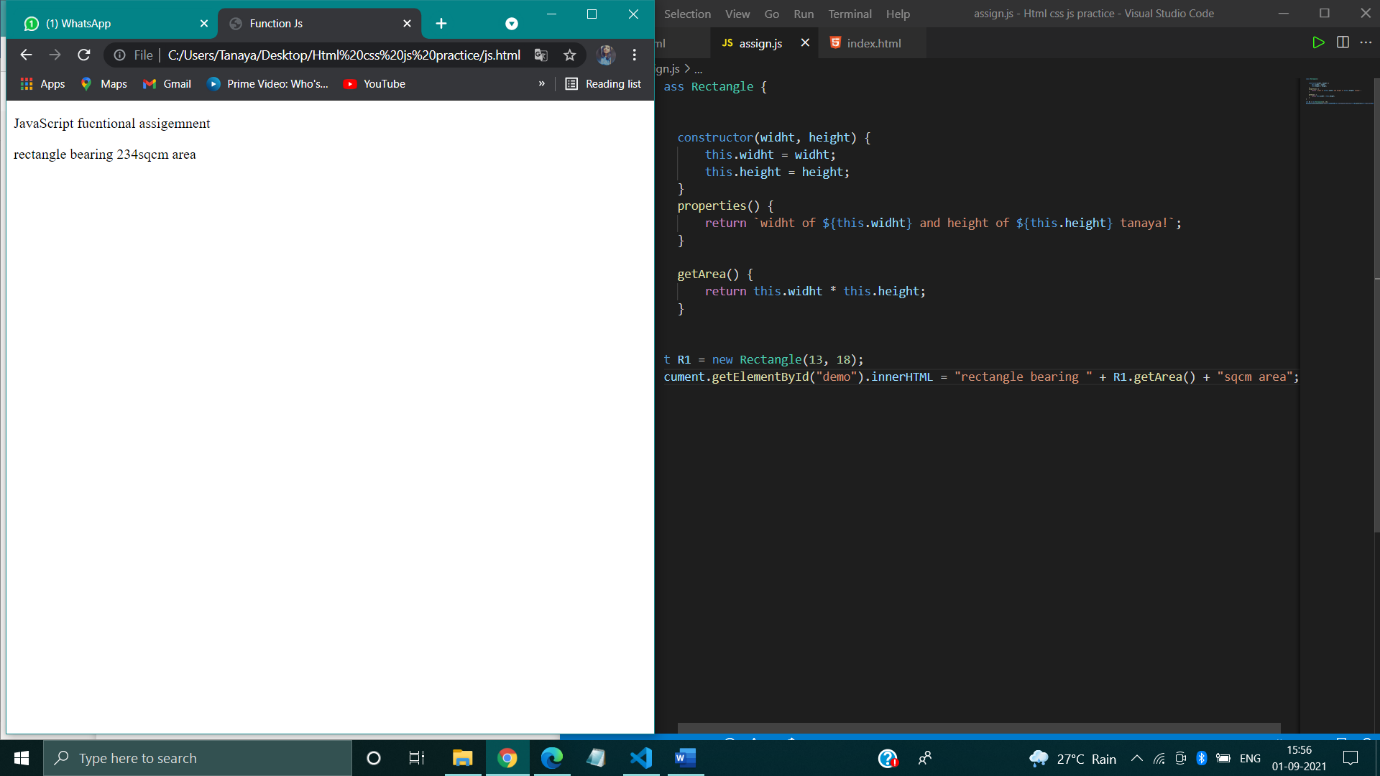 (1) WhatsApp
Function Js
File
C:/Users/Tanaya/Desktop/Html%20css%20js%20practice/js.html
Apps
Maps
Gmail
Prime Video: Who's...
YouTube
»
Reading list
JavaScript fucntional assigemnent
rectangle bearing 234sqcm area
Selection View Go Run Terminal Help
assign.js - Html css js practice - Visual Studio Code
ml
JS assign.js
index.html
gn.js > ...
ass Rectangle {
constructor(widht, height) {
this.widht = widht;
this.height = height;
}
properties() {
return `widht of ${this.widht} and height of ${this.height} tanaya!`;
}
getArea() {
return this.widht * this.height;
}
t R1 = new Rectangle(13, 18);
cument.getElementById("demo").innerHTML = "rectangle bearing " + R1.getArea() + "sqcm area";
Type here to search
27°C Rain
ENG
15:56
01-09-2021